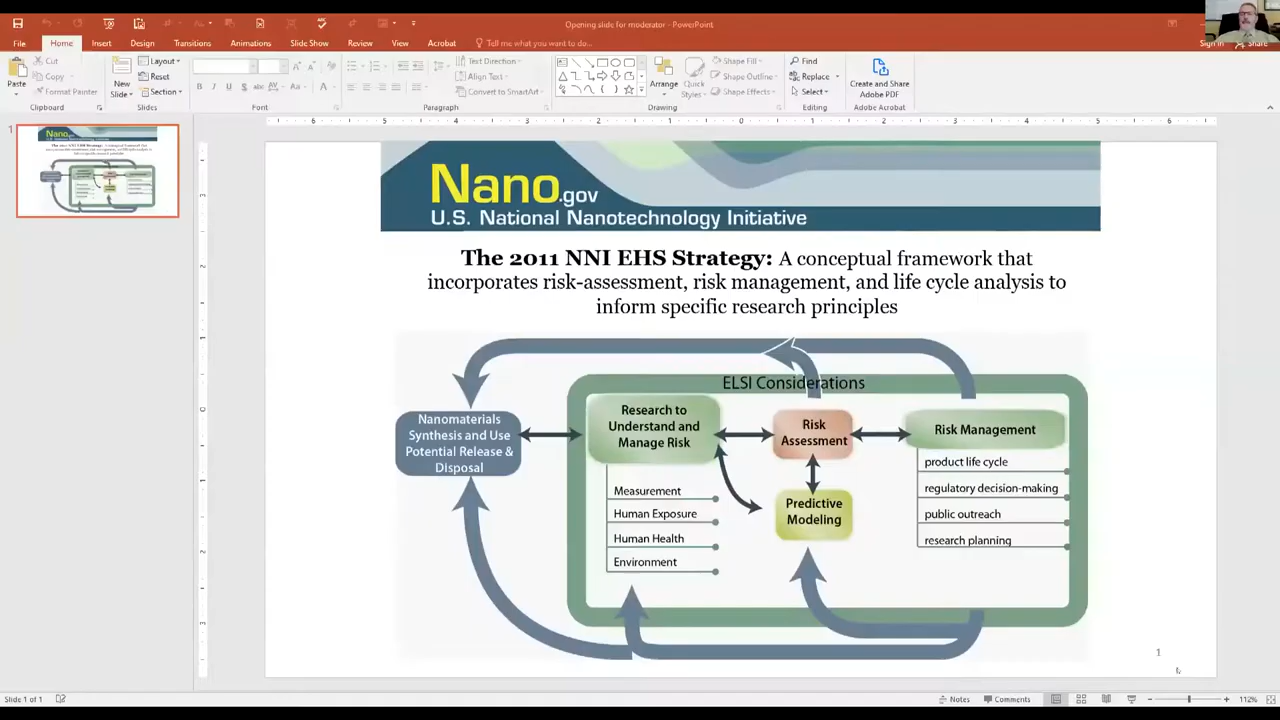 Opening slide for moderator - PowerPoint
File Home Insert Design Transitions Animations Slide Show Review View Acrobat Tell me what you want to do... Sign in Share
Paste
Cut
Copy
Format Painter
Clipboard
New Slide
Layout
Reset
Section
Slides
Font
Paragraph
Text Direction
Align Text
Convert to SmartArt
Arrange
Quick Styles
Shape Fill
Shape Outline
Shape Effects
Drawing
Find
Replace
Select
Editing
Create and Share
Adobe PDF
Adobe Acrobat
1
Nano.gov
U.S. National Nanotechnology Initiative
The 2011 NNI EHS Strategy: A conceptual framework that
incorporates risk-assessment, risk management, and life cycle analysis to
inform specific research principles
ELSI Considerations
Nanomaterials
Synthesis and Use
Potential Release &
Disposal
Research to
Understand and
Manage Risk
Measurement
Human Exposure
Human Health
Environment
Risk
Assessment
Predictive
Modeling
Risk Management
product life cycle
regulatory decision-making
public outreach
research planning
1
Slide 1 of 1
Notes Comments 112%